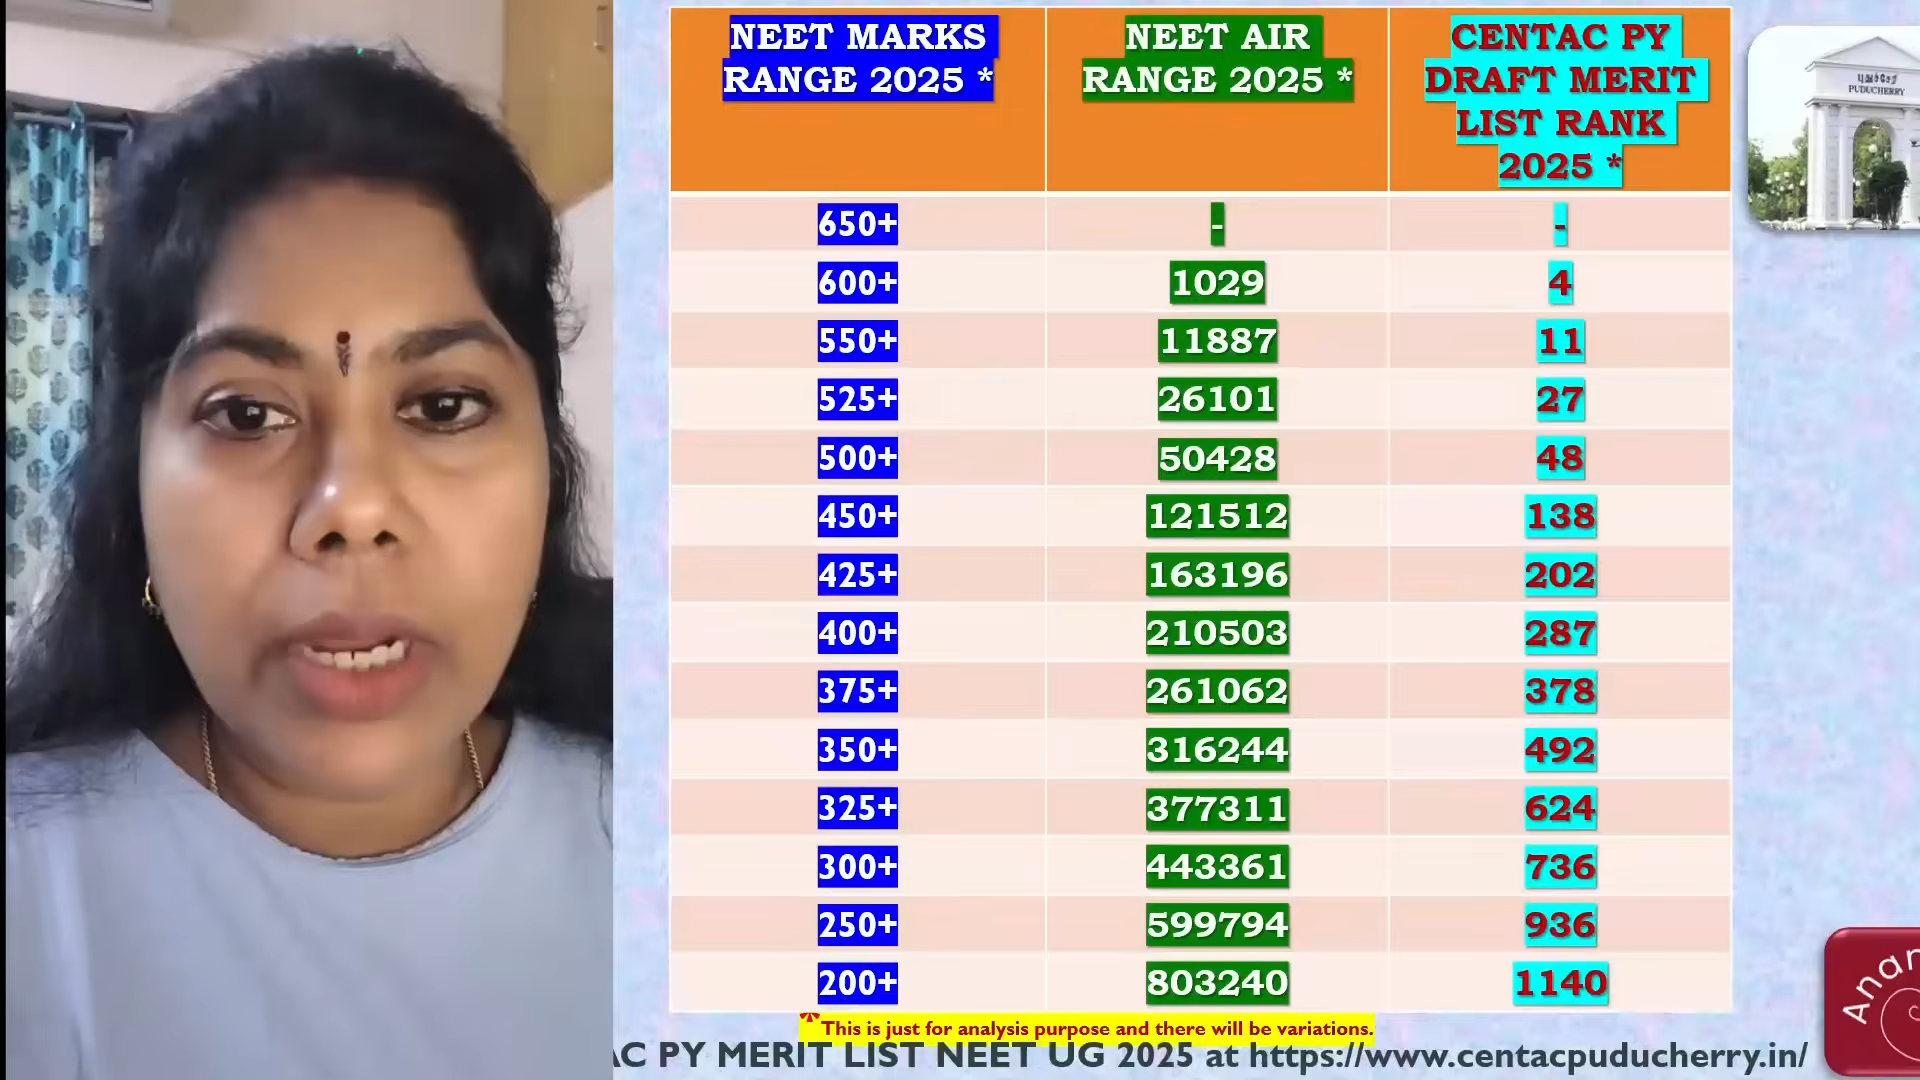 NEET MARKS
RANGE 2025 *
NEET AIR
RANGE 2025 *
CENTAC PY
DRAFT MERIT
LIST RANK
2025 *
650+ - -
600+ 1029 4
550+ 11887 11
525+ 26101 27
500+ 50428 48
450+ 121512 138
425+ 163196 202
400+ 210503 287
375+ 261062 378
350+ 316244 492
325+ 377311 624
300+ 443361 736
250+ 599794 936
200+ 803240 1140
PUDUCHERRY
Anan
*This is just for analysis purpose and there will be variations.
AC PY MERIT LIST NEET UG 2025 at https://www.centacpuducherry.in/